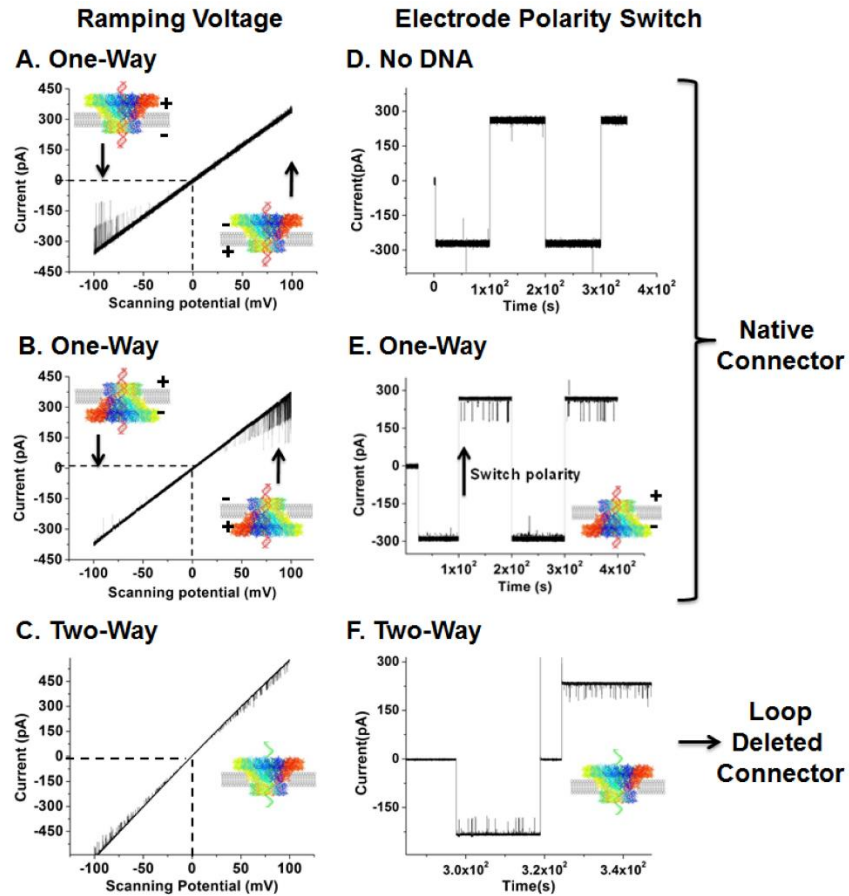 Ramping Voltage
Electrode Polarity Switch
A. One-Way
450
300
150
0
-150
-300
450
Current (pA)
+
-
-
+
-100
-50
0
50
100
Scanning potential (mV)
D. No DNA
300
150
0
-150
-300
Current(pA)
0
1x10²
2x10²
3x10²
4x10²
Time (s)
B. One-Way
450
300
150
0
-150
-300
-450
Current (pA)
+
-
-
+
-100
-50
0
50
100
Scanning potential (mV)
E. One-Way
300
150
0
-150
-300
Current (pA)
Switch polarity
+
-
1x10²
2x10²
3x10²
4x10²
Time (s)
Native
Connector
C. Two-Way
450
300
150
0
-150
-300
-450
Current (pA)
-100
-50
0
50
100
Scanning Potential (mV)
F. Two-Way
300
150
0
-150
Current(pA)
3.0x10²
3.2x10²
3.4x10²
Time(s)
Loop
Deleted
Connector